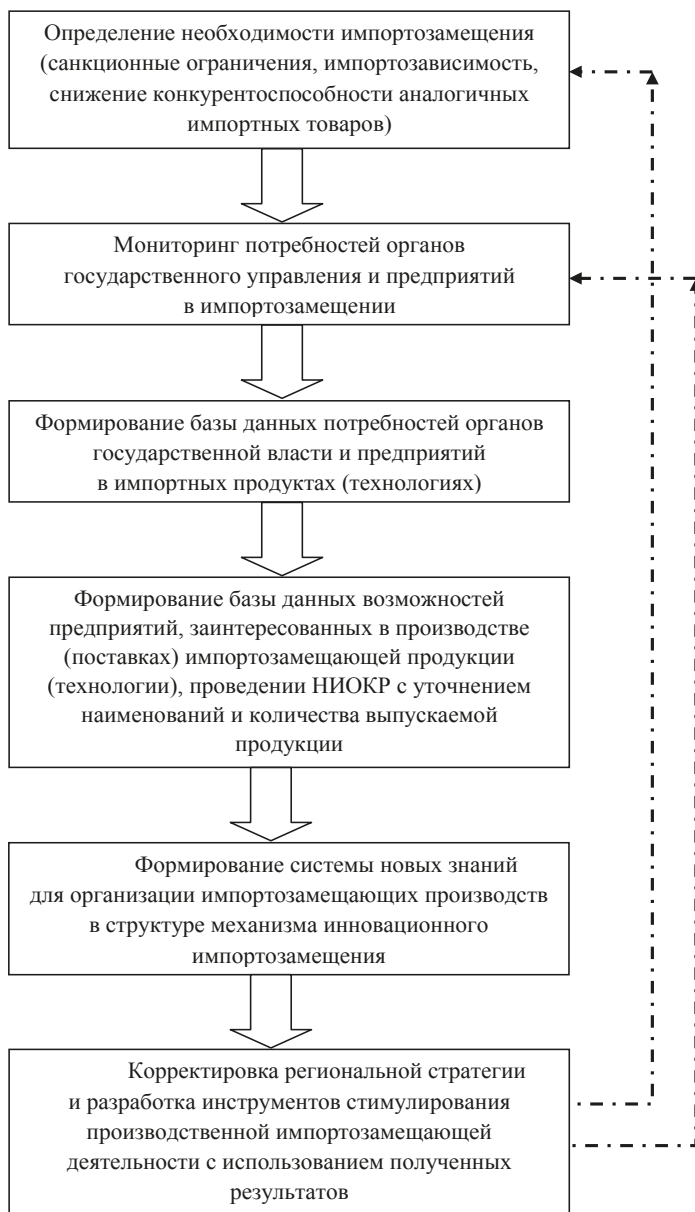 Определение необходимости импортозамещения
(санкционные ограничения, импортозависимость,
снижение конкурентоспособности аналогичных
импортных товаров)
Мониторинг потребностей органов
государственного управления и предприятий
в импортозамещении
Формирование базы данных потребностей органов
государственной власти и предприятий
в импортных продуктах (технологиях)
Формирование базы данных возможностей
предприятий, заинтересованных в производстве
(поставках) импортозамещающей продукции
(технологии), проведении НИОКР с уточнением
наименований и количества выпускаемой
продукции
Формирование системы новых знаний
для организации импортозамещающих производств
в структуре механизма инновационного
импортозамещения
Корректировка региональной стратегии
и разработка инструментов стимулирования
производственной импортозамещающей
деятельности с использованием полученных
результатов